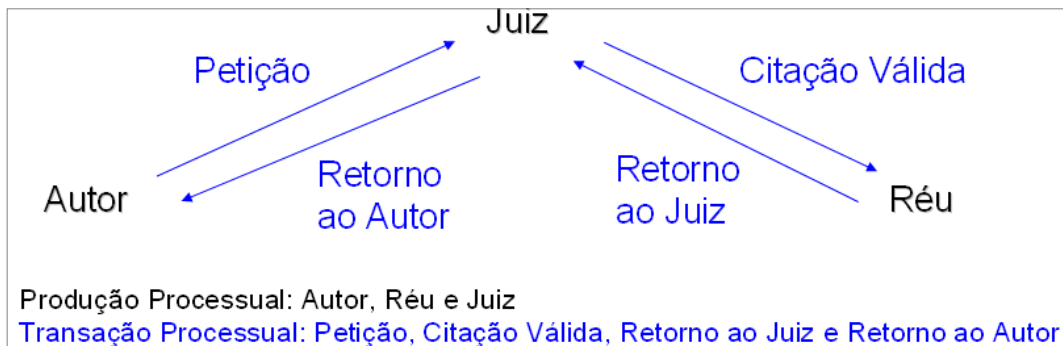 Juiz
Petição
Citação Válida
Retorno
ao Autor
Retorno
ao Juiz
Autor
Réu
Produção Processual: Autor, Réu e Juiz
Transação Processual: Petição, Citação Válida, Retorno ao Juiz e Retorno ao Autor